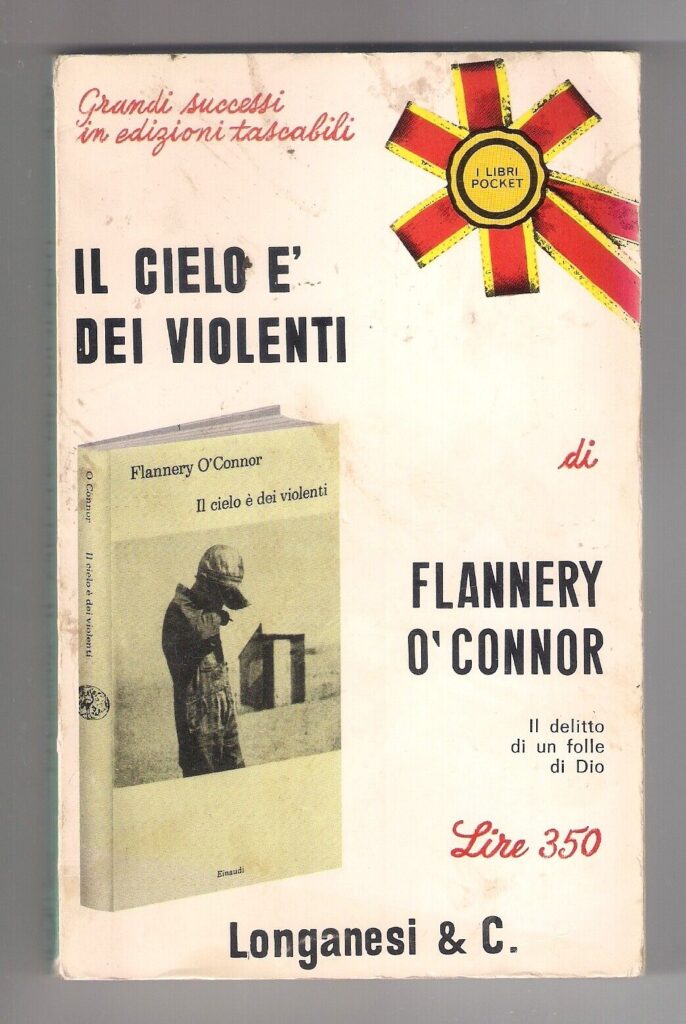 Grandi successi
in edizioni tascabili
I LIBRI
POCKET
IL CIELO E'
DEI VIOLENTI
Flannery O'Connor
Il cielo è dei violenti
O'Connor Il cielo è dei violenti
Einaudi
di
FLANNERY
O'CONNOR
Il delitto
di un folle
di Dio
Lire 350
Longanesi & C.